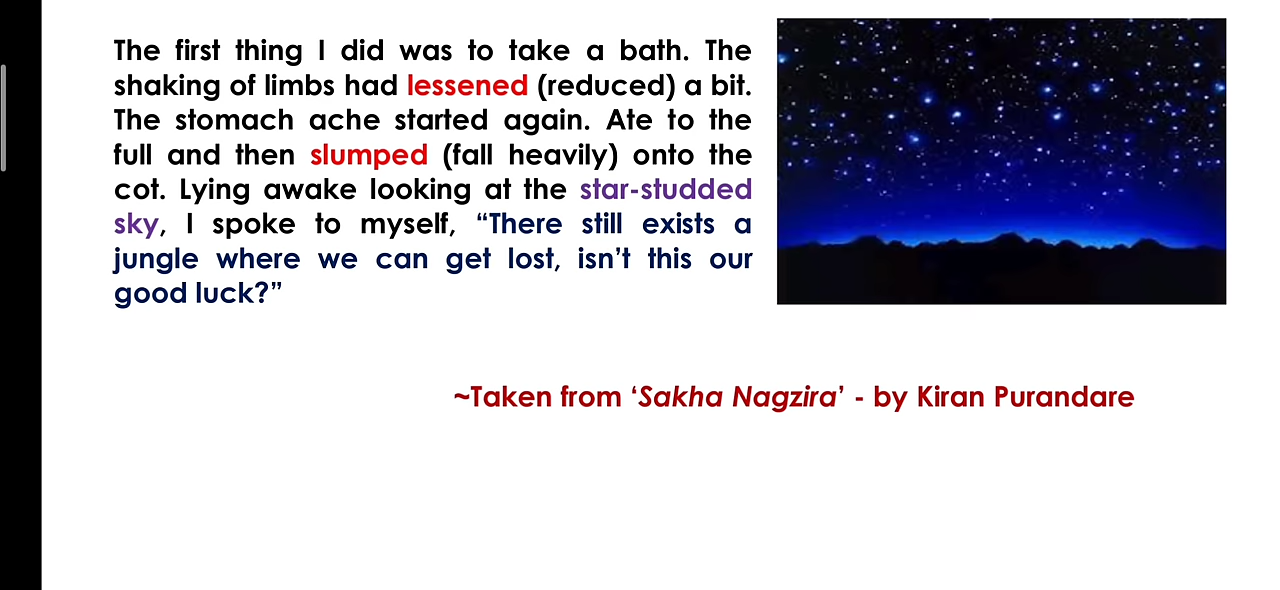 The first thing I did was to take a bath. The
shaking of limbs had lessened (reduced) a bit.
The stomach ache started again. Ate to the
full and then slumped (fall heavily) onto the
cot. Lying awake looking at the star-studded
sky, I spoke to myself, “There still exists a
jungle where we can get lost, isn’t this our
good luck?”
~Taken from ‘Sakha Nagzira’ - by Kiran Purandare